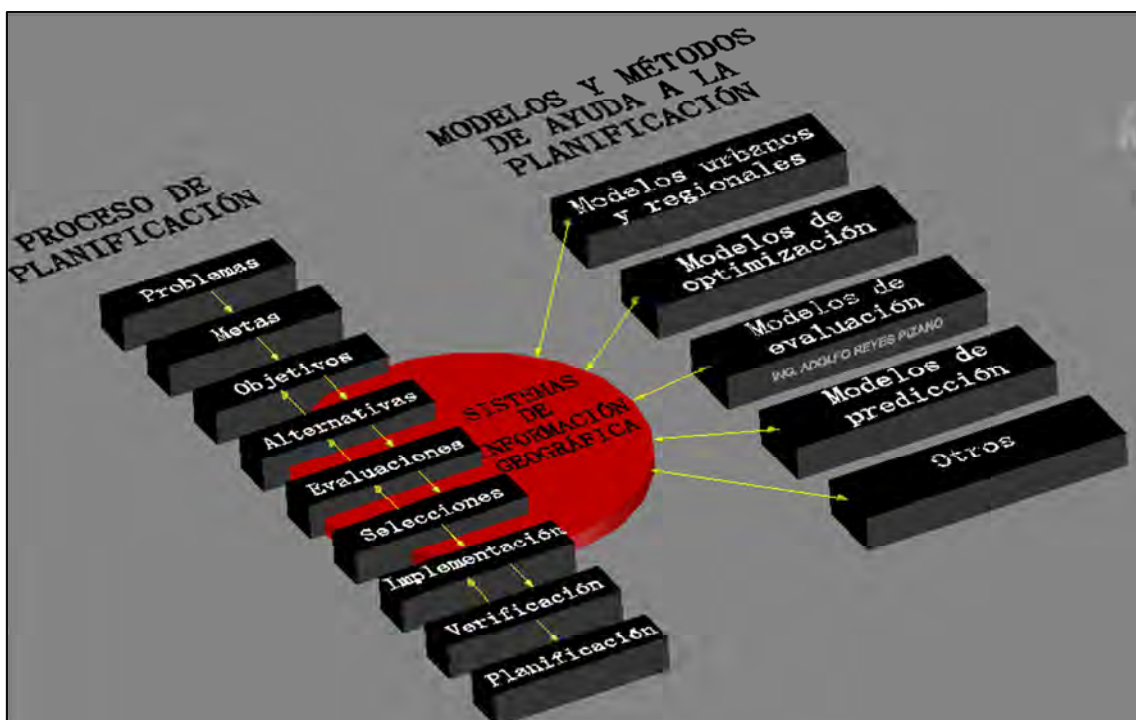 PROCESO DE
PLANIFICACIÓN
Problemas
Metas
Objetivos
Alternativas
Evaluaciones
Selecciones
Implementación
Verificación
Planificación
SISTEMAS
DE
INFORMACIÓN
GEOGRÁFICA
MODELOS Y MÉTODOS
DE AYUDA A LA
PLANIFICACIÓN
Modelos urbanos
y regionales
Modelos de
optimización
Modelos de
evaluación
ING. ADOLFO REYES PIZANO
Modelos de
predicción
Otros